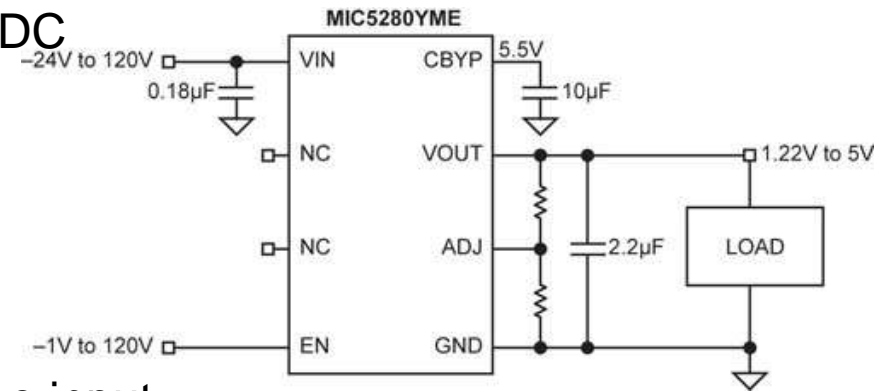 DC
MIC5280YME
–24V to 120V
VIN
CBYP
5.5V
0.18µF
10µF
NC
VOUT
1.22V to 5V
NC
ADJ
2.2µF
LOAD
–1V to 120V
EN
GND